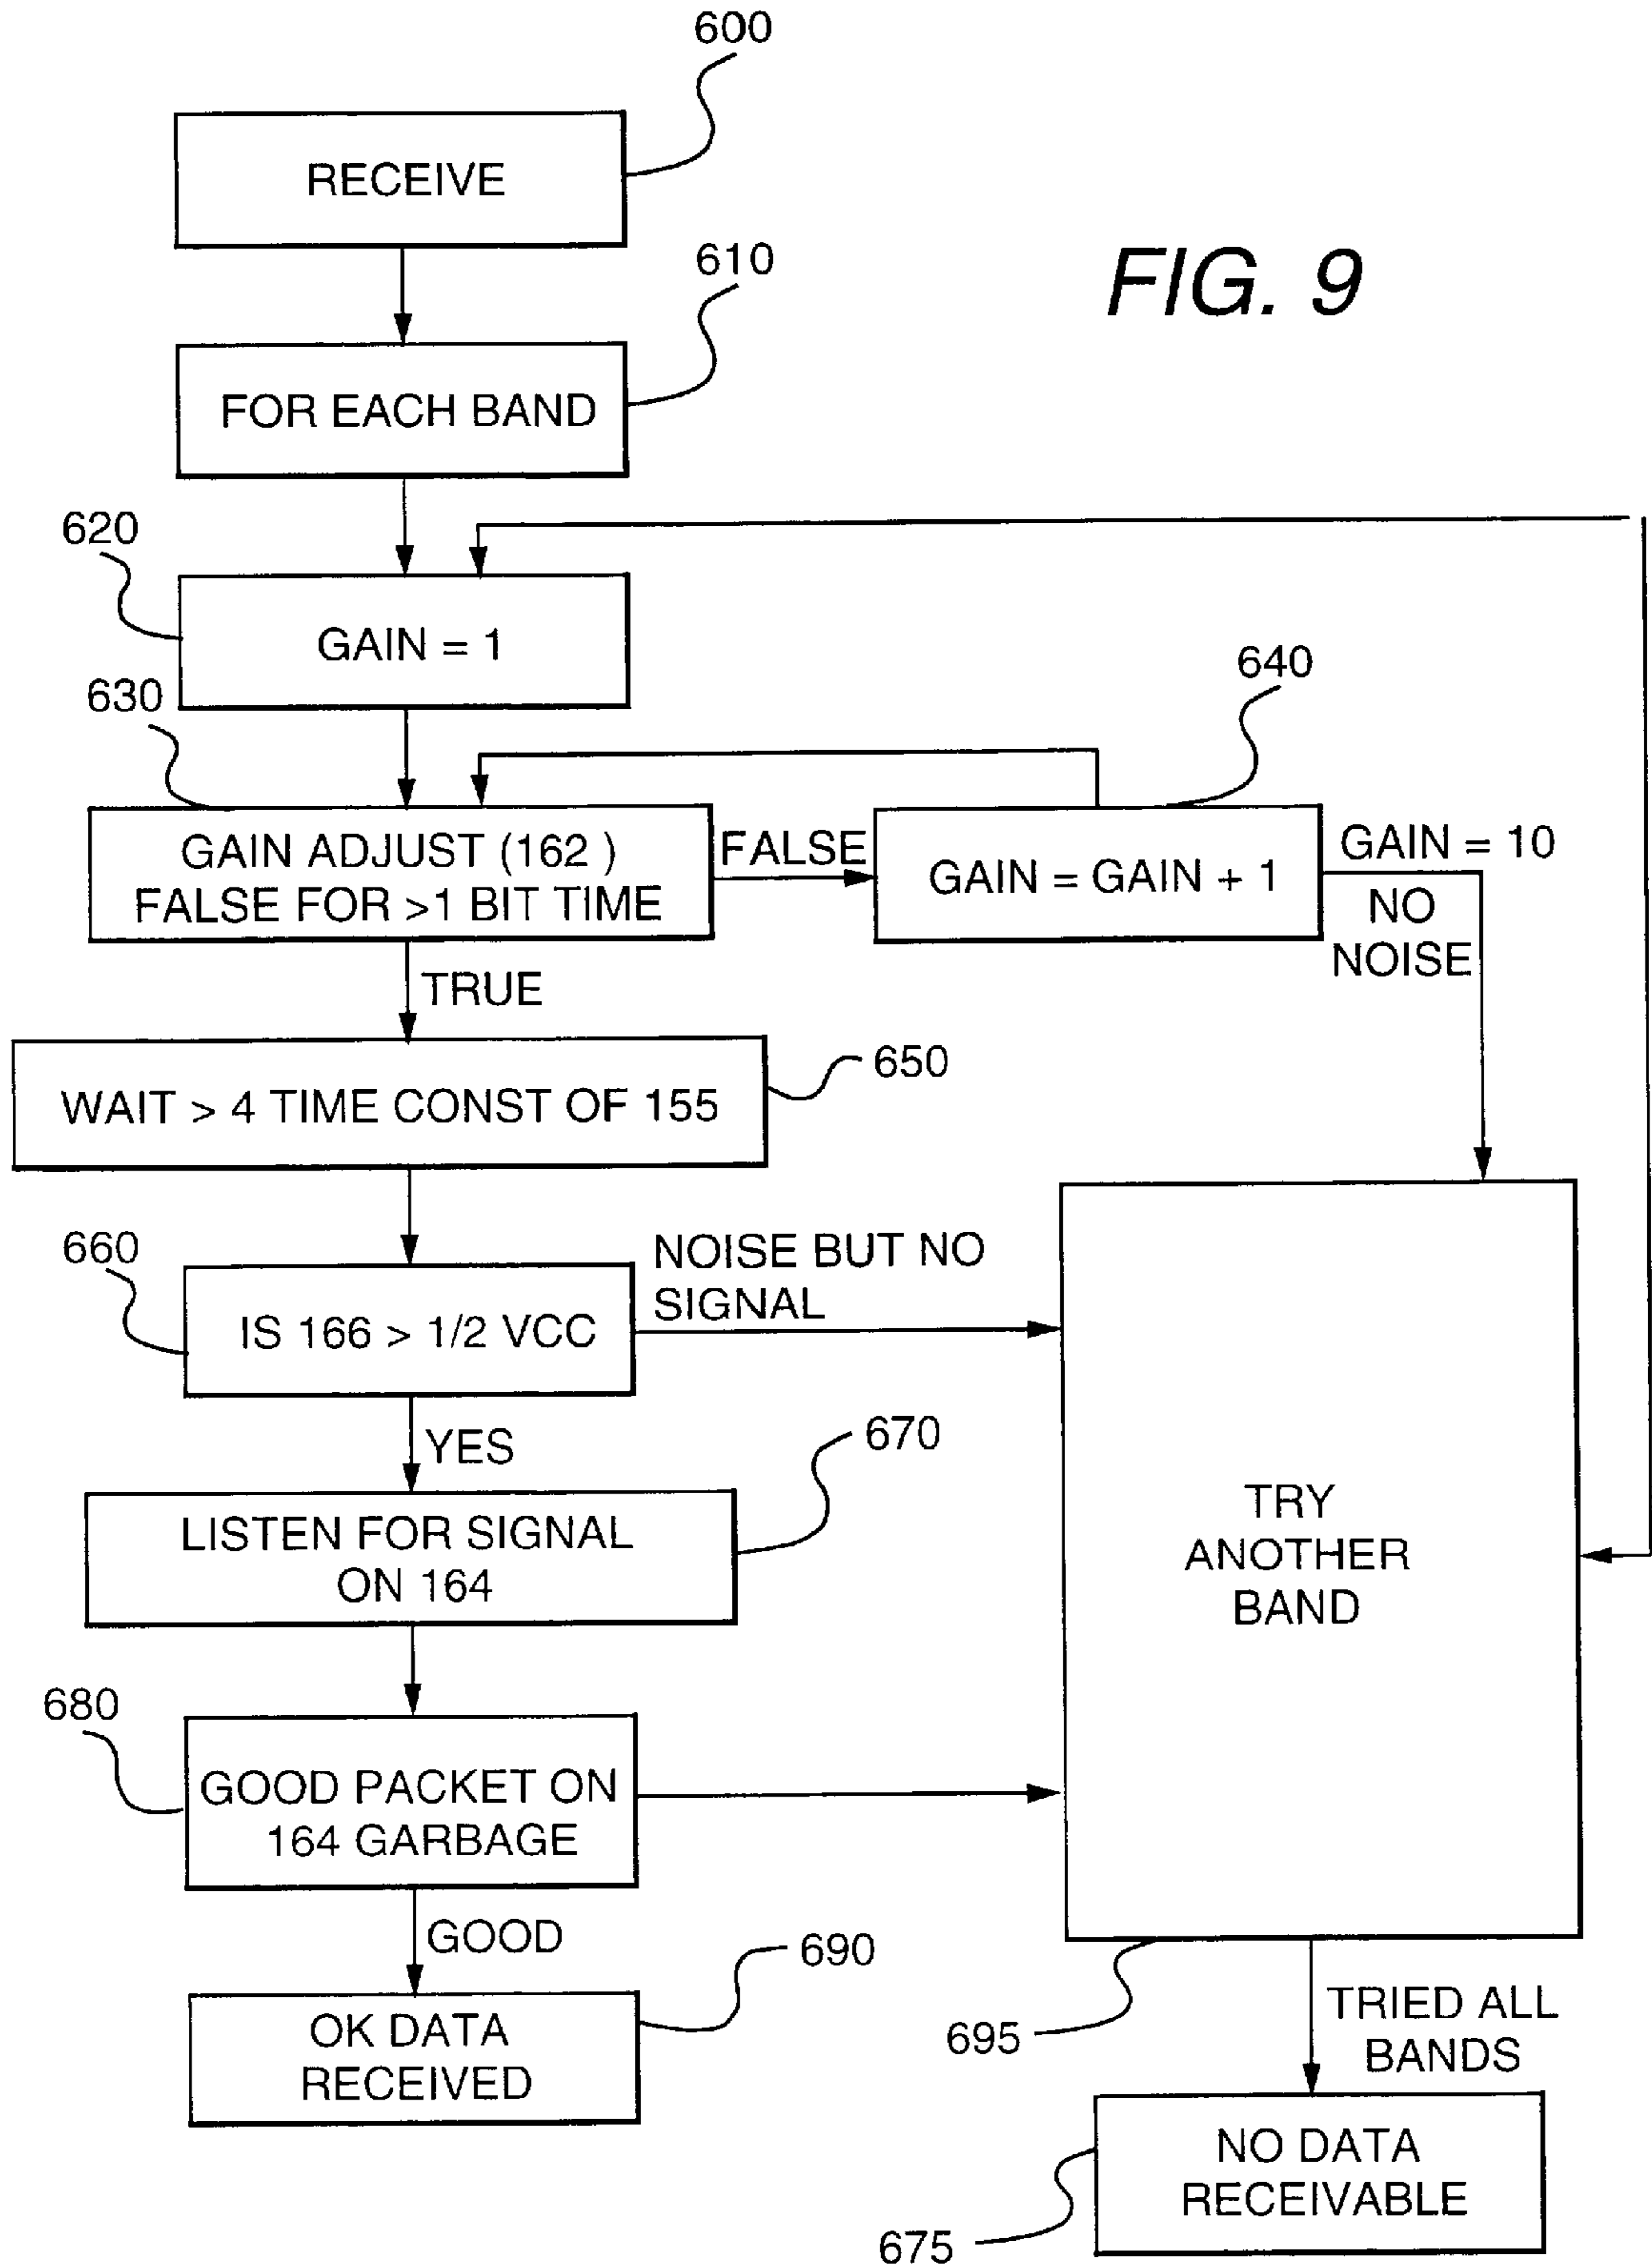 600
RECEIVE
610
FIG. 9
FOR EACH BAND
620
GAIN = 1
630
640
GAIN ADJUST (162 )
FALSE FOR >1 BIT TIME
FALSE
GAIN = GAIN + 1
GAIN = 10
NO
NOISE
TRUE
650
WAIT > 4 TIME CONST OF 155
660
NOISE BUT NO
SIGNAL
IS 166 > 1/2 VCC
YES
670
LISTEN FOR SIGNAL
ON 164
TRY
ANOTHER
BAND
680
GOOD PACKET ON
164 GARBAGE
GOOD
690
OK DATA
RECEIVED
695
TRIED ALL
BANDS
NO DATA
RECEIVABLE
675